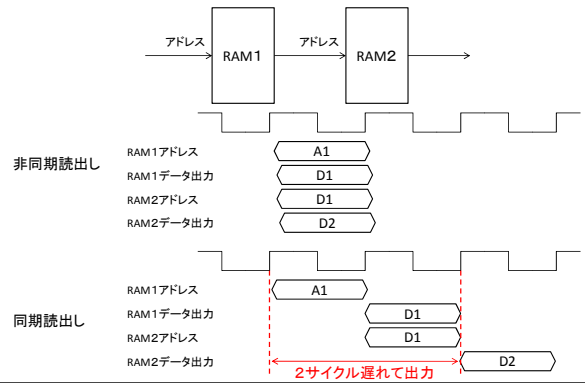 アドレス
アドレス
RAM1
RAM2
非同期読出し
RAM1アドレス
A1
RAM1データ出力
D1
RAM2アドレス
D1
RAM2データ出力
D2
同期読出し
RAM1アドレス
A1
RAM1データ出力
D1
RAM2アドレス
D1
RAM2データ出力
D2
2サイクル遅れて出力